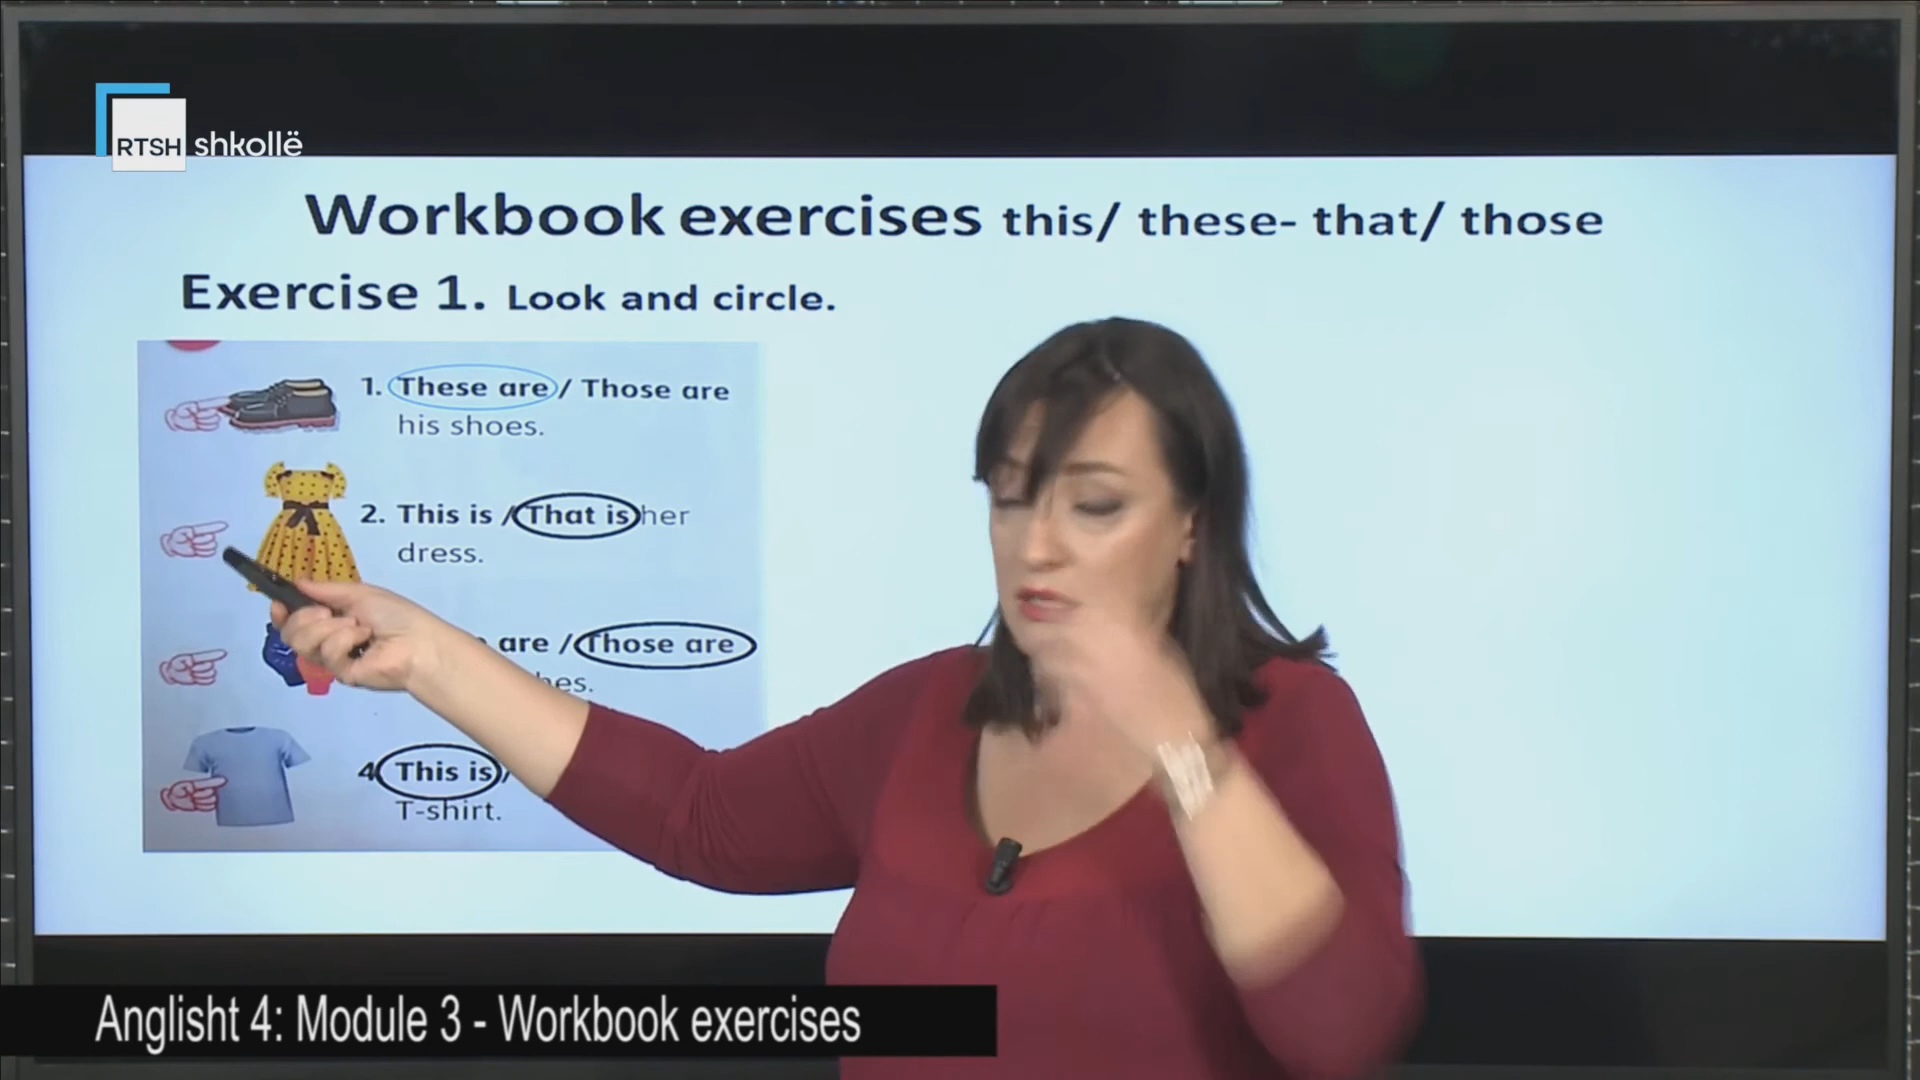 RTSH shkollë
Workbook exercises this/ these- that/ those
Exercise 1. Look and circle.
1. These are / Those are
his shoes.
2. This is / That is her
dress.
are / Those are
4 This is /
T-shirt.
Anglisht 4: Module 3 - Workbook exercises